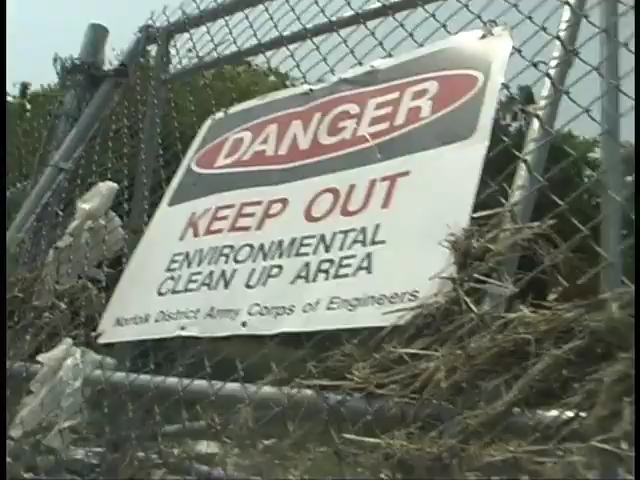 DANGER
KEEP OUT
ENVIRONMENTAL
CLEAN UP AREA
Norfolk District Army Corps of Engineers